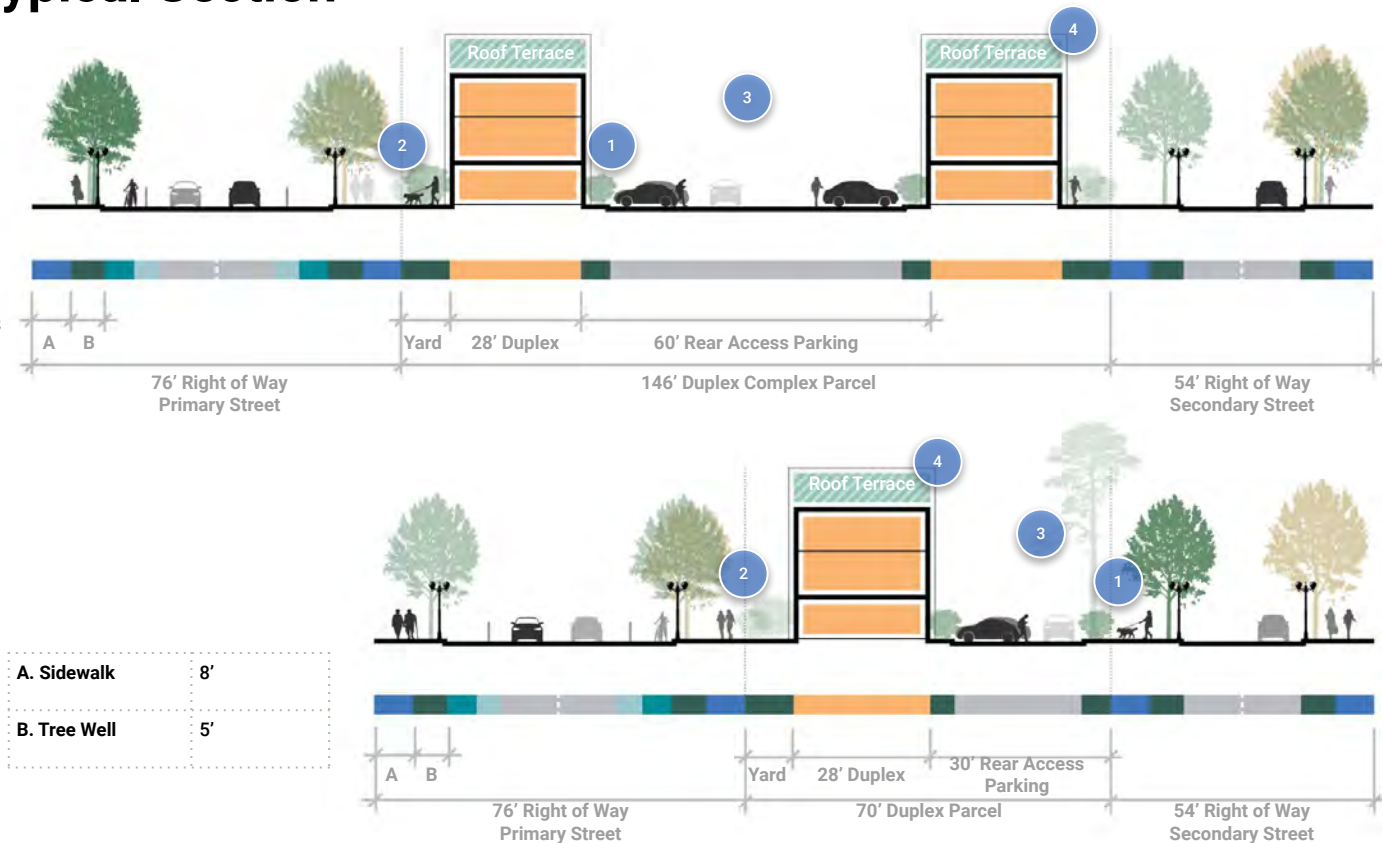 ypical Section
4
Roof Terrace
Roof Terrace
3
2
1
A
B
Yard
28’ Duplex
60’ Rear Access Parking
76’ Right of Way
Primary Street
146’ Duplex Complex Parcel
54’ Right of Way
Secondary Street
4
Roof Terrace
3
2
1
A. Sidewalk
8’
B. Tree Well
5’
A
B
Yard
28’ Duplex
30’ Rear Access
Parking
76’ Right of Way
Primary Street
70’ Duplex Parcel
54’ Right of Way
Secondary Street